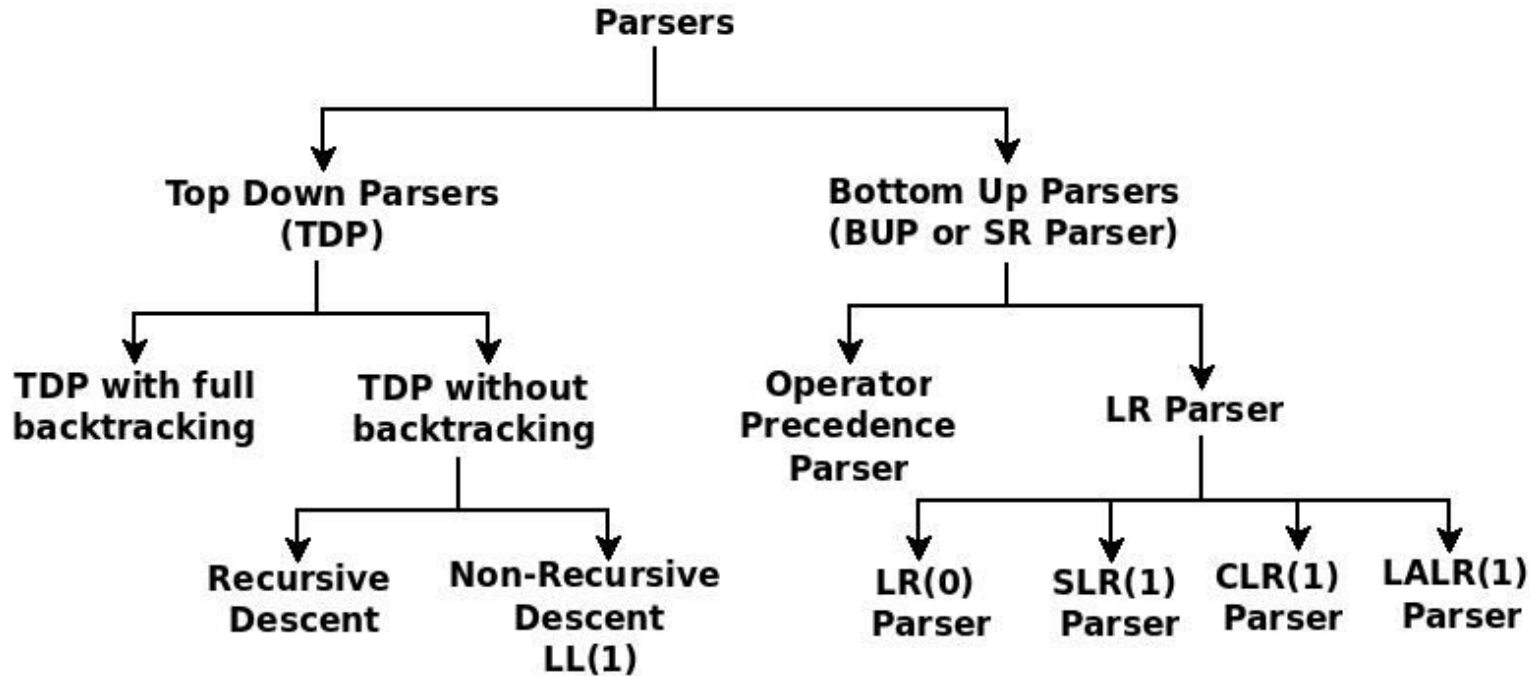 Parsers
Top Down Parsers
(TDP)
Bottom Up Parsers
(BUP or SR Parser)
TDP with full
backtracking
TDP without
backtracking
Operator
Precedence
Parser
LR Parser
Recursive
Descent
Non-Recursive
Descent
LL(1)
LR(0)
Parser
SLR(1)
Parser
CLR(1)
Parser
LALR(1)
Parser